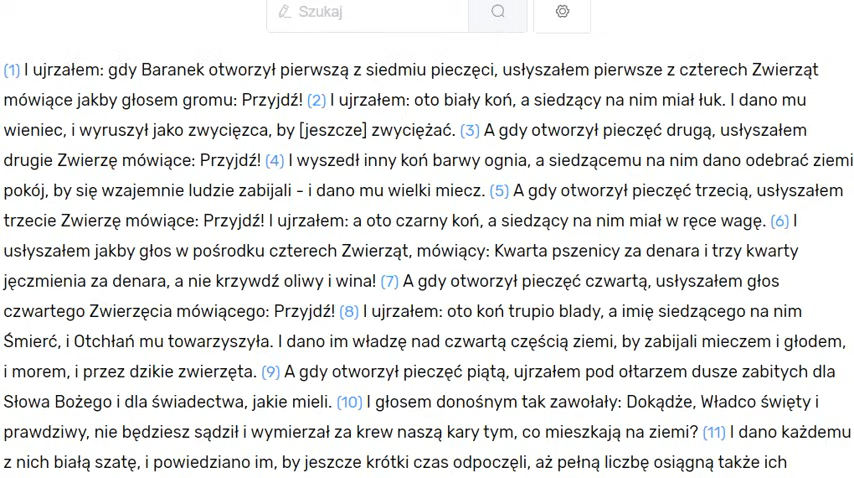 Szukaj
(1) I ujrzałem: gdy Baranek otworzył pierwszą z siedmiu pieczęci, usłyszałem pierwsze z czterech Zwierząt
mówiące jakby głosem gromu: Przyjdź! (2) I ujrzałem: oto biały koń, a siedzący na nim miał łuk. I dano mu
wieniec, i wyruszył jako zwycięzca, by [jeszcze] zwyciężać. (3) A gdy otworzył pieczęć drugą, usłyszałem
drugie Zwierzę mówiące: Przyjdź! (4) I wyszedł inny koń barwy ognia, a siedzącemu na nim dano odebrać ziemi
pokój, by się wzajemnie ludzie zabijali - i dano mu wielki miecz. (5) A gdy otworzył pieczęć trzecią, usłyszałem
trzecie Zwierzę mówiące: Przyjdź! I ujrzałem: a oto czarny koń, a siedzący na nim miał w ręce wagę. (6) I
usłyszałem jakby głos w pośrodku czterech Zwierząt, mówiący: Kwarta pszenicy za denara i trzy kwarty
jęczmienia za denara, a nie krzywdź oliwy i wina! (7) A gdy otworzył pieczęć czwartą, usłyszałem głos
czwartego Zwierzęcia mówiącego: Przyjdź! (8) I ujrzałem: oto koń trupio blady, a imię siedzącego na nim
Śmierć, i Otchłań mu towarzyszyła. I dano im władzę nad czwartą częścią ziemi, by zabijali mieczem i głodem,
i morem, i przez dzikie zwierzęta. (9) A gdy otworzył pieczęć piątą, ujrzałem pod ołtarzem dusze zabitych dla
Słowa Bożego i dla świadectwa, jakie mieli. (10) I głosem donośnym tak zawołały: Dokądże, Władco święty i
prawdziwy, nie będziesz sądził i wymierzał za krew naszą kary tym, co mieszkają na ziemi? (11) I dano każdemu
z nich białą szatę, i powiedziano im, by jeszcze krótki czas odpoczęli, aż pełną liczbę osiągną także ich